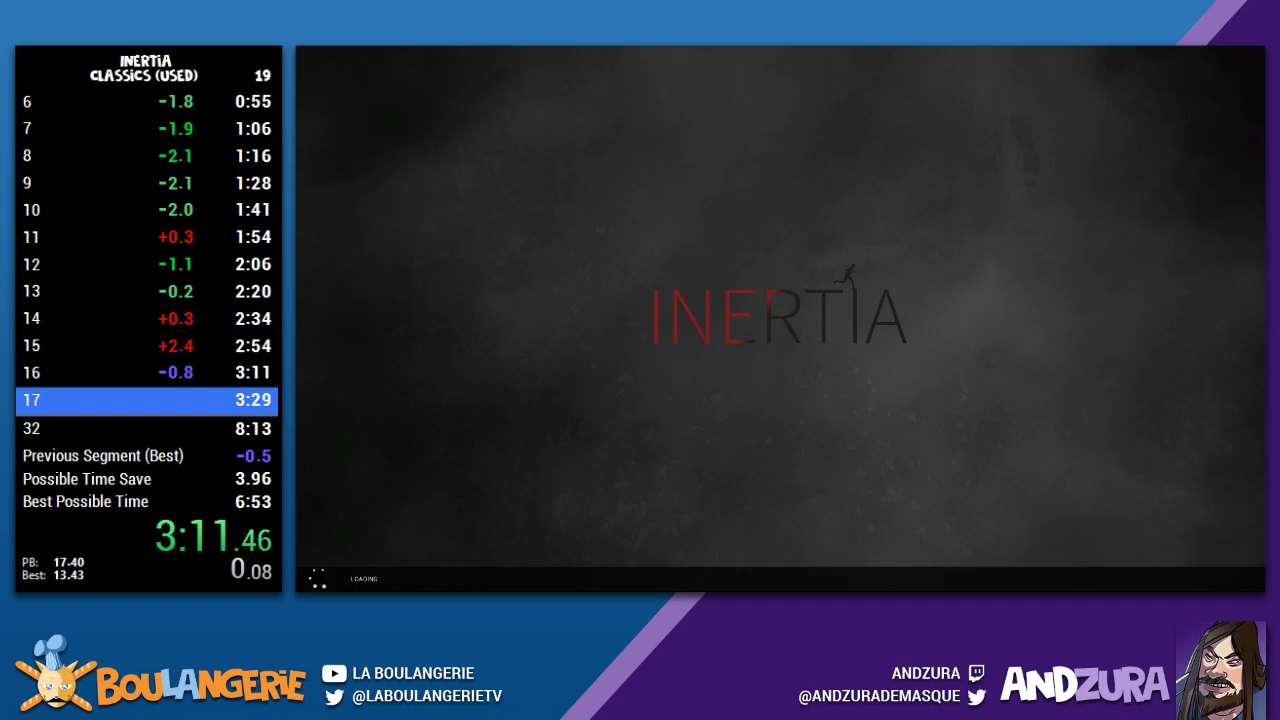 INERTIA
CLASSICS (USED) 19
6 -1.8 0:55
7 -1.9 1:06
8 -2.1 1:16
9 -2.1 1:28
10 -2.0 1:41
11 +0.3 1:54
12 -1.1 2:06
13 -0.2 2:20
14 +0.3 2:34
15 +2.4 2:54
16 -0.8 3:11
17 3:29
32 8:13
Previous Segment (Best) -0.5
Possible Time Save 3.96
Best Possible Time 6:53
3:11.46
PB: 17.40
Best: 13.43
0.08
INERTIA
LOADING
BOULANGERIE
LA BOULANGERIE
@LABOULANGERIETV
ANDZURA
@ANDZURADEMASQUE
ANDZURA